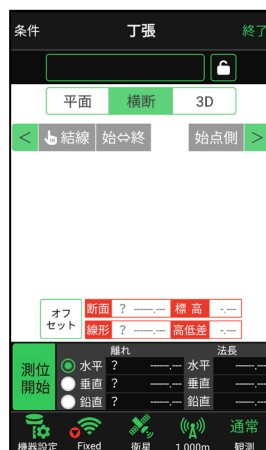 条件 丁張 終了
平面 横断 3D
< 結線 始⇔終 始点側 >
オフセット 断面 ? -----.--- 標高 -.---
線形 ? -----.--- 高低差 -.---
離れ 法長
測位開始 水平 ? -----.--- 水平 -----.---
垂直 ? -----.--- 垂直 -----.---
鉛直 ? -----.--- 鉛直 -----.---
通常
機器設定 Fixed 衛星 1.000m 観測